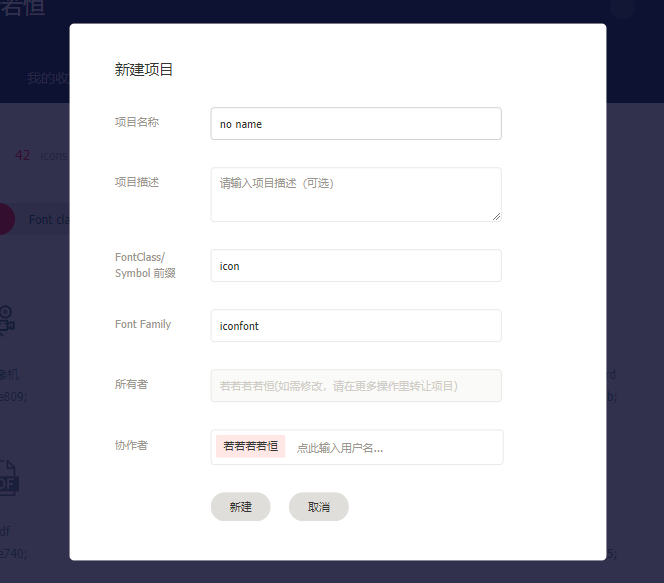 若恒
我的收
42 icons
Font cla
新建项目
项目名称
no name
项目描述
请输入项目描述（可选）
FontClass/
Symbol 前缀
icon
Font Family
iconfont
所有者
若若若若恒(如需修改，请在更多操作里转让项目)
协作者
若若若若恒 点此输入用户名...
新建 取消
像机
e809;
df
e740;
rd
b;
5;